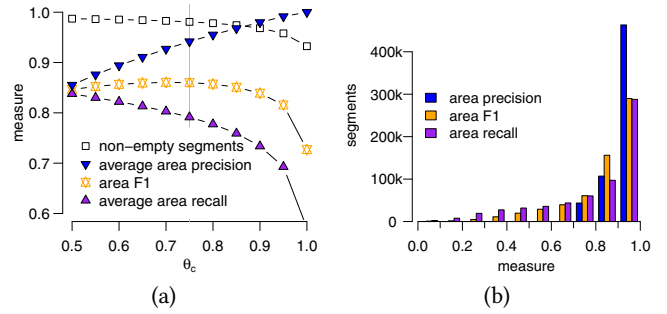 1.0
0.9
0.8
0.7
0.6
measure
non-empty segments
average area precision
area F1
average area recall
0.5 0.6 0.7 0.8 0.9 1.0
θc
(a)
400k
300k
200k
100k
0
segments
area precision
area F1
area recall
0.0 0.2 0.4 0.6 0.8 1.0
measure
(b)